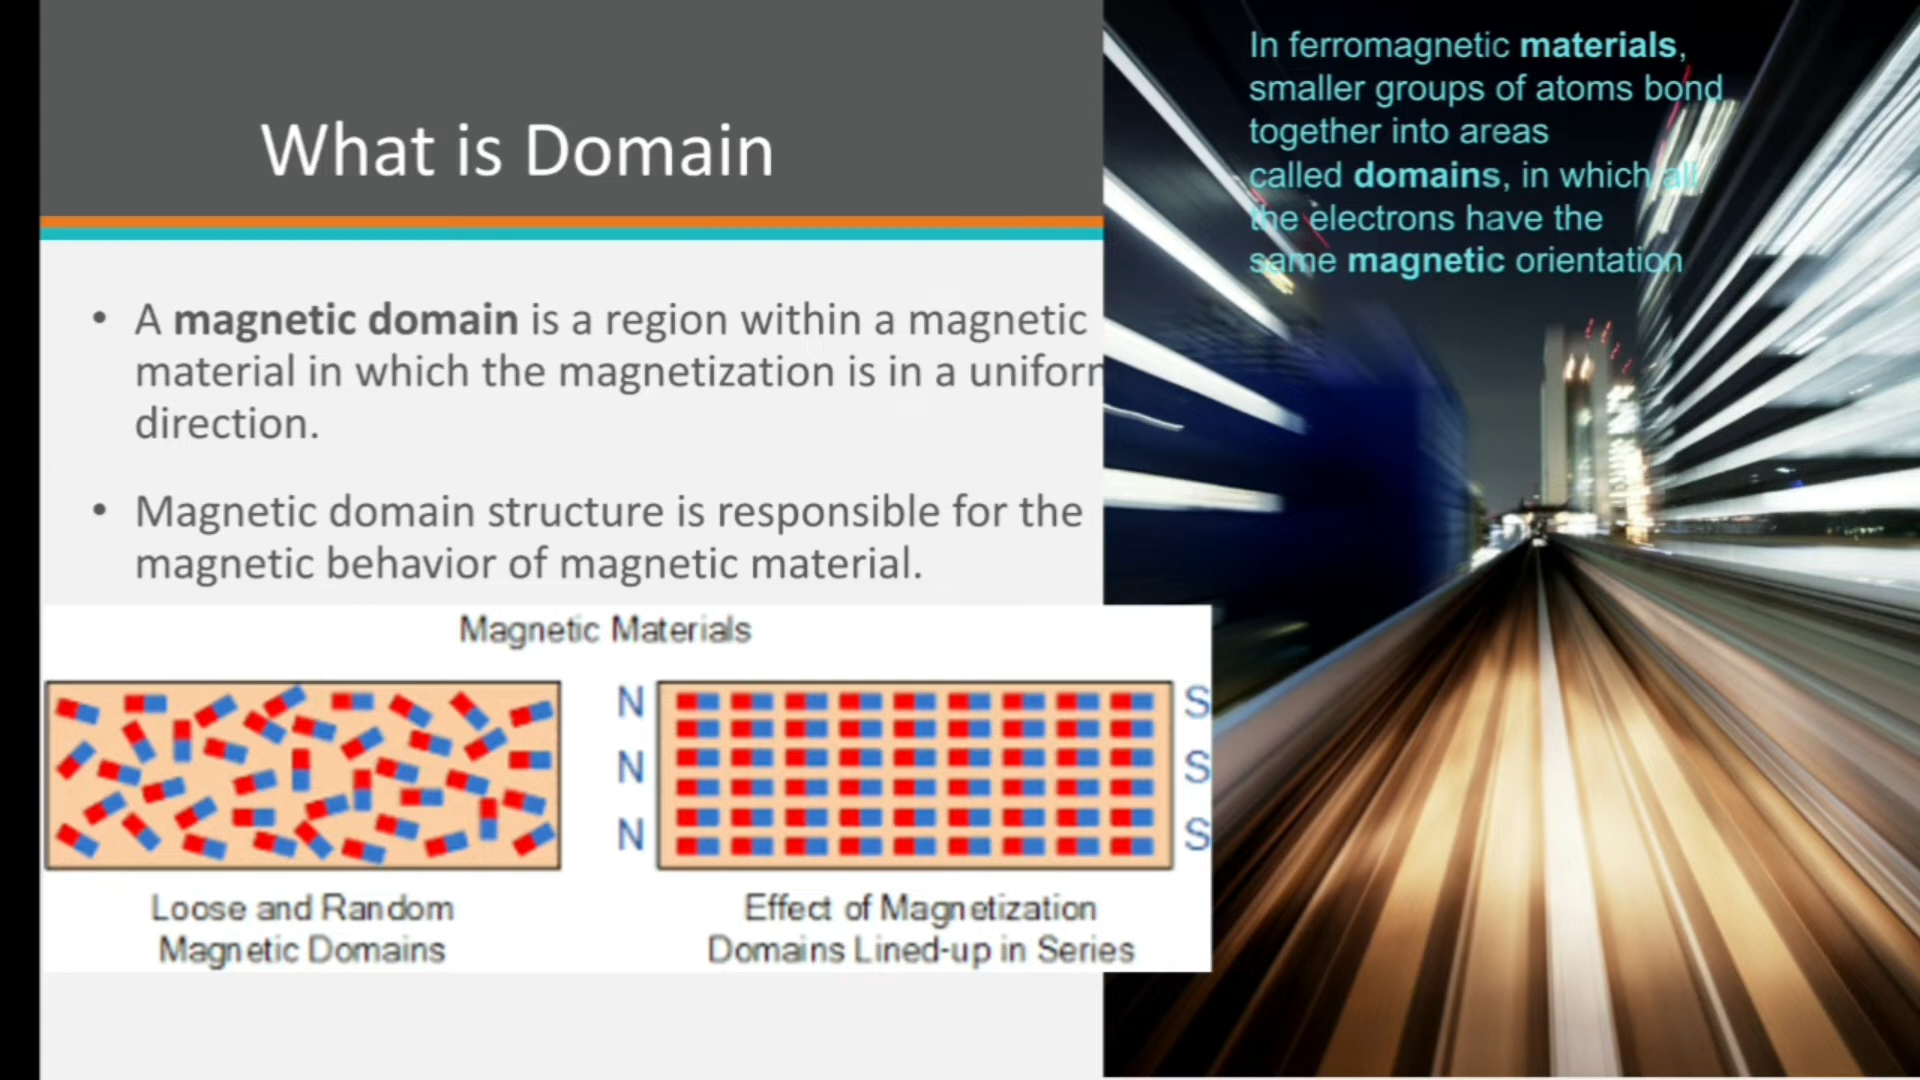 What is Domain
In ferromagnetic materials,
smaller groups of atoms bond
together into areas
called domains, in which all
the electrons have the
same magnetic orientation
• A magnetic domain is a region within a magnetic
material in which the magnetization is in a uniform
direction.
• Magnetic domain structure is responsible for the
magnetic behavior of magnetic material.
Magnetic Materials
N S
N S
N S
Loose and Random
Magnetic Domains
Effect of Magnetization
Domains Lined-up in Series